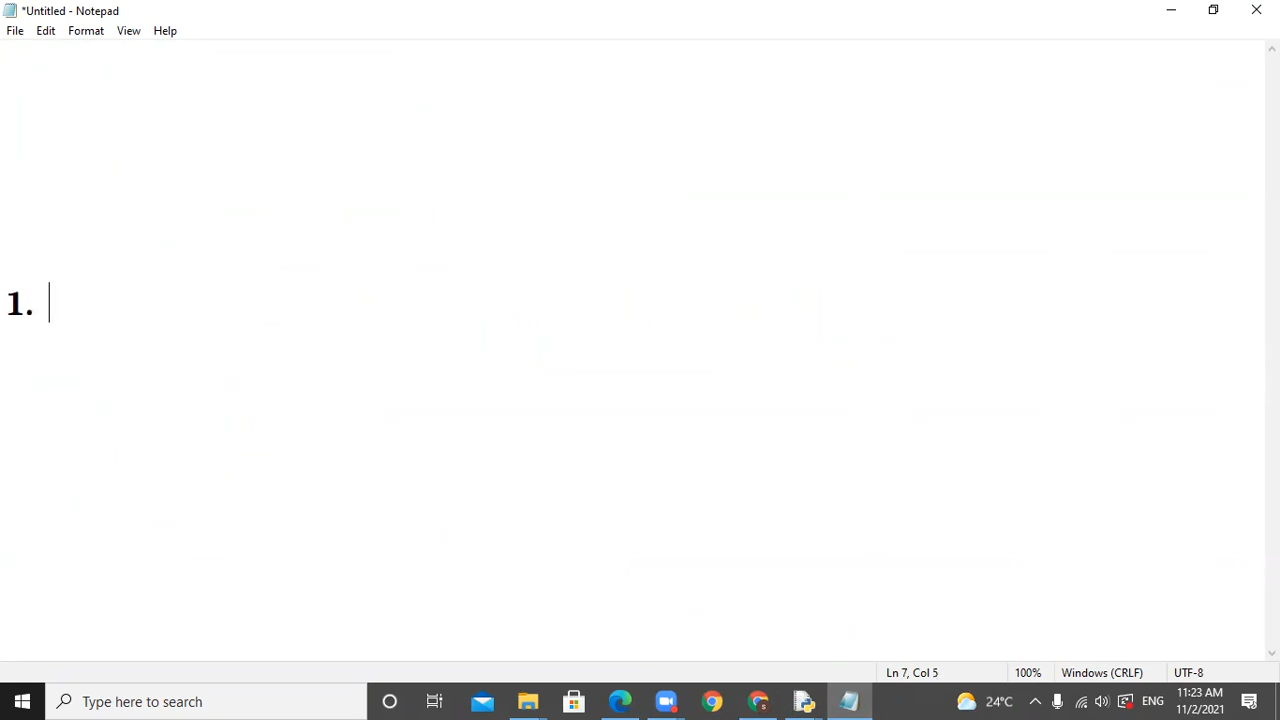 *Untitled - Notepad
File Edit Format View Help
1.
Ln 7, Col 5 100% Windows (CRLF) UTF-8
Type here to search 24°C ENG 11:23 AM
11/2/2021